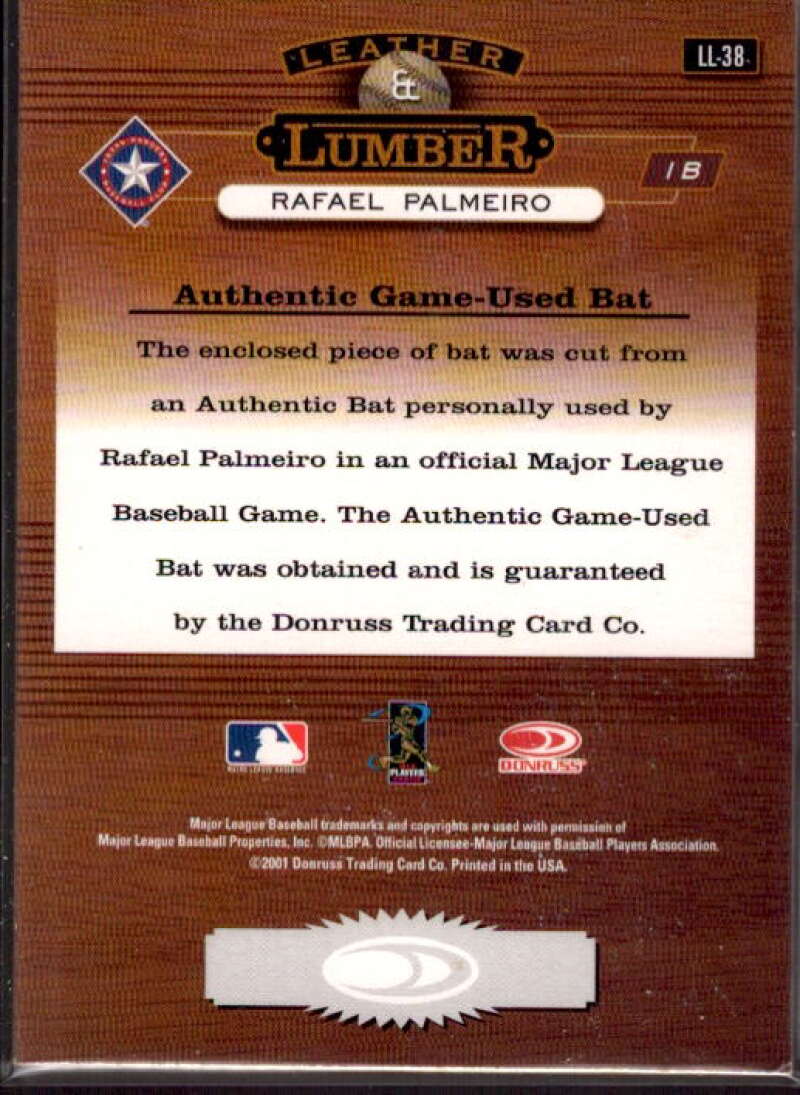 LEATHER
LL-38
&
LUMBER
1B
RAFAEL PALMEIRO
Authentic Game-Used Bat
The enclosed piece of bat was cut from
an Authentic Bat personally used by
Rafael Palmeiro in an official Major League
Baseball Game. The Authentic Game-Used
Bat was obtained and is guaranteed
by the Donruss Trading Card Co.
MAJOR LEAGUE BASEBALL
PLAYERS
DONRUSS
Major League Baseball trademarks and copyrights are used with permission of
Major League Baseball Properties, Inc. ©MLBPA. Official Licensee-Major League Baseball Players Association.
©2001 Donruss Trading Card Co. Printed in the USA.